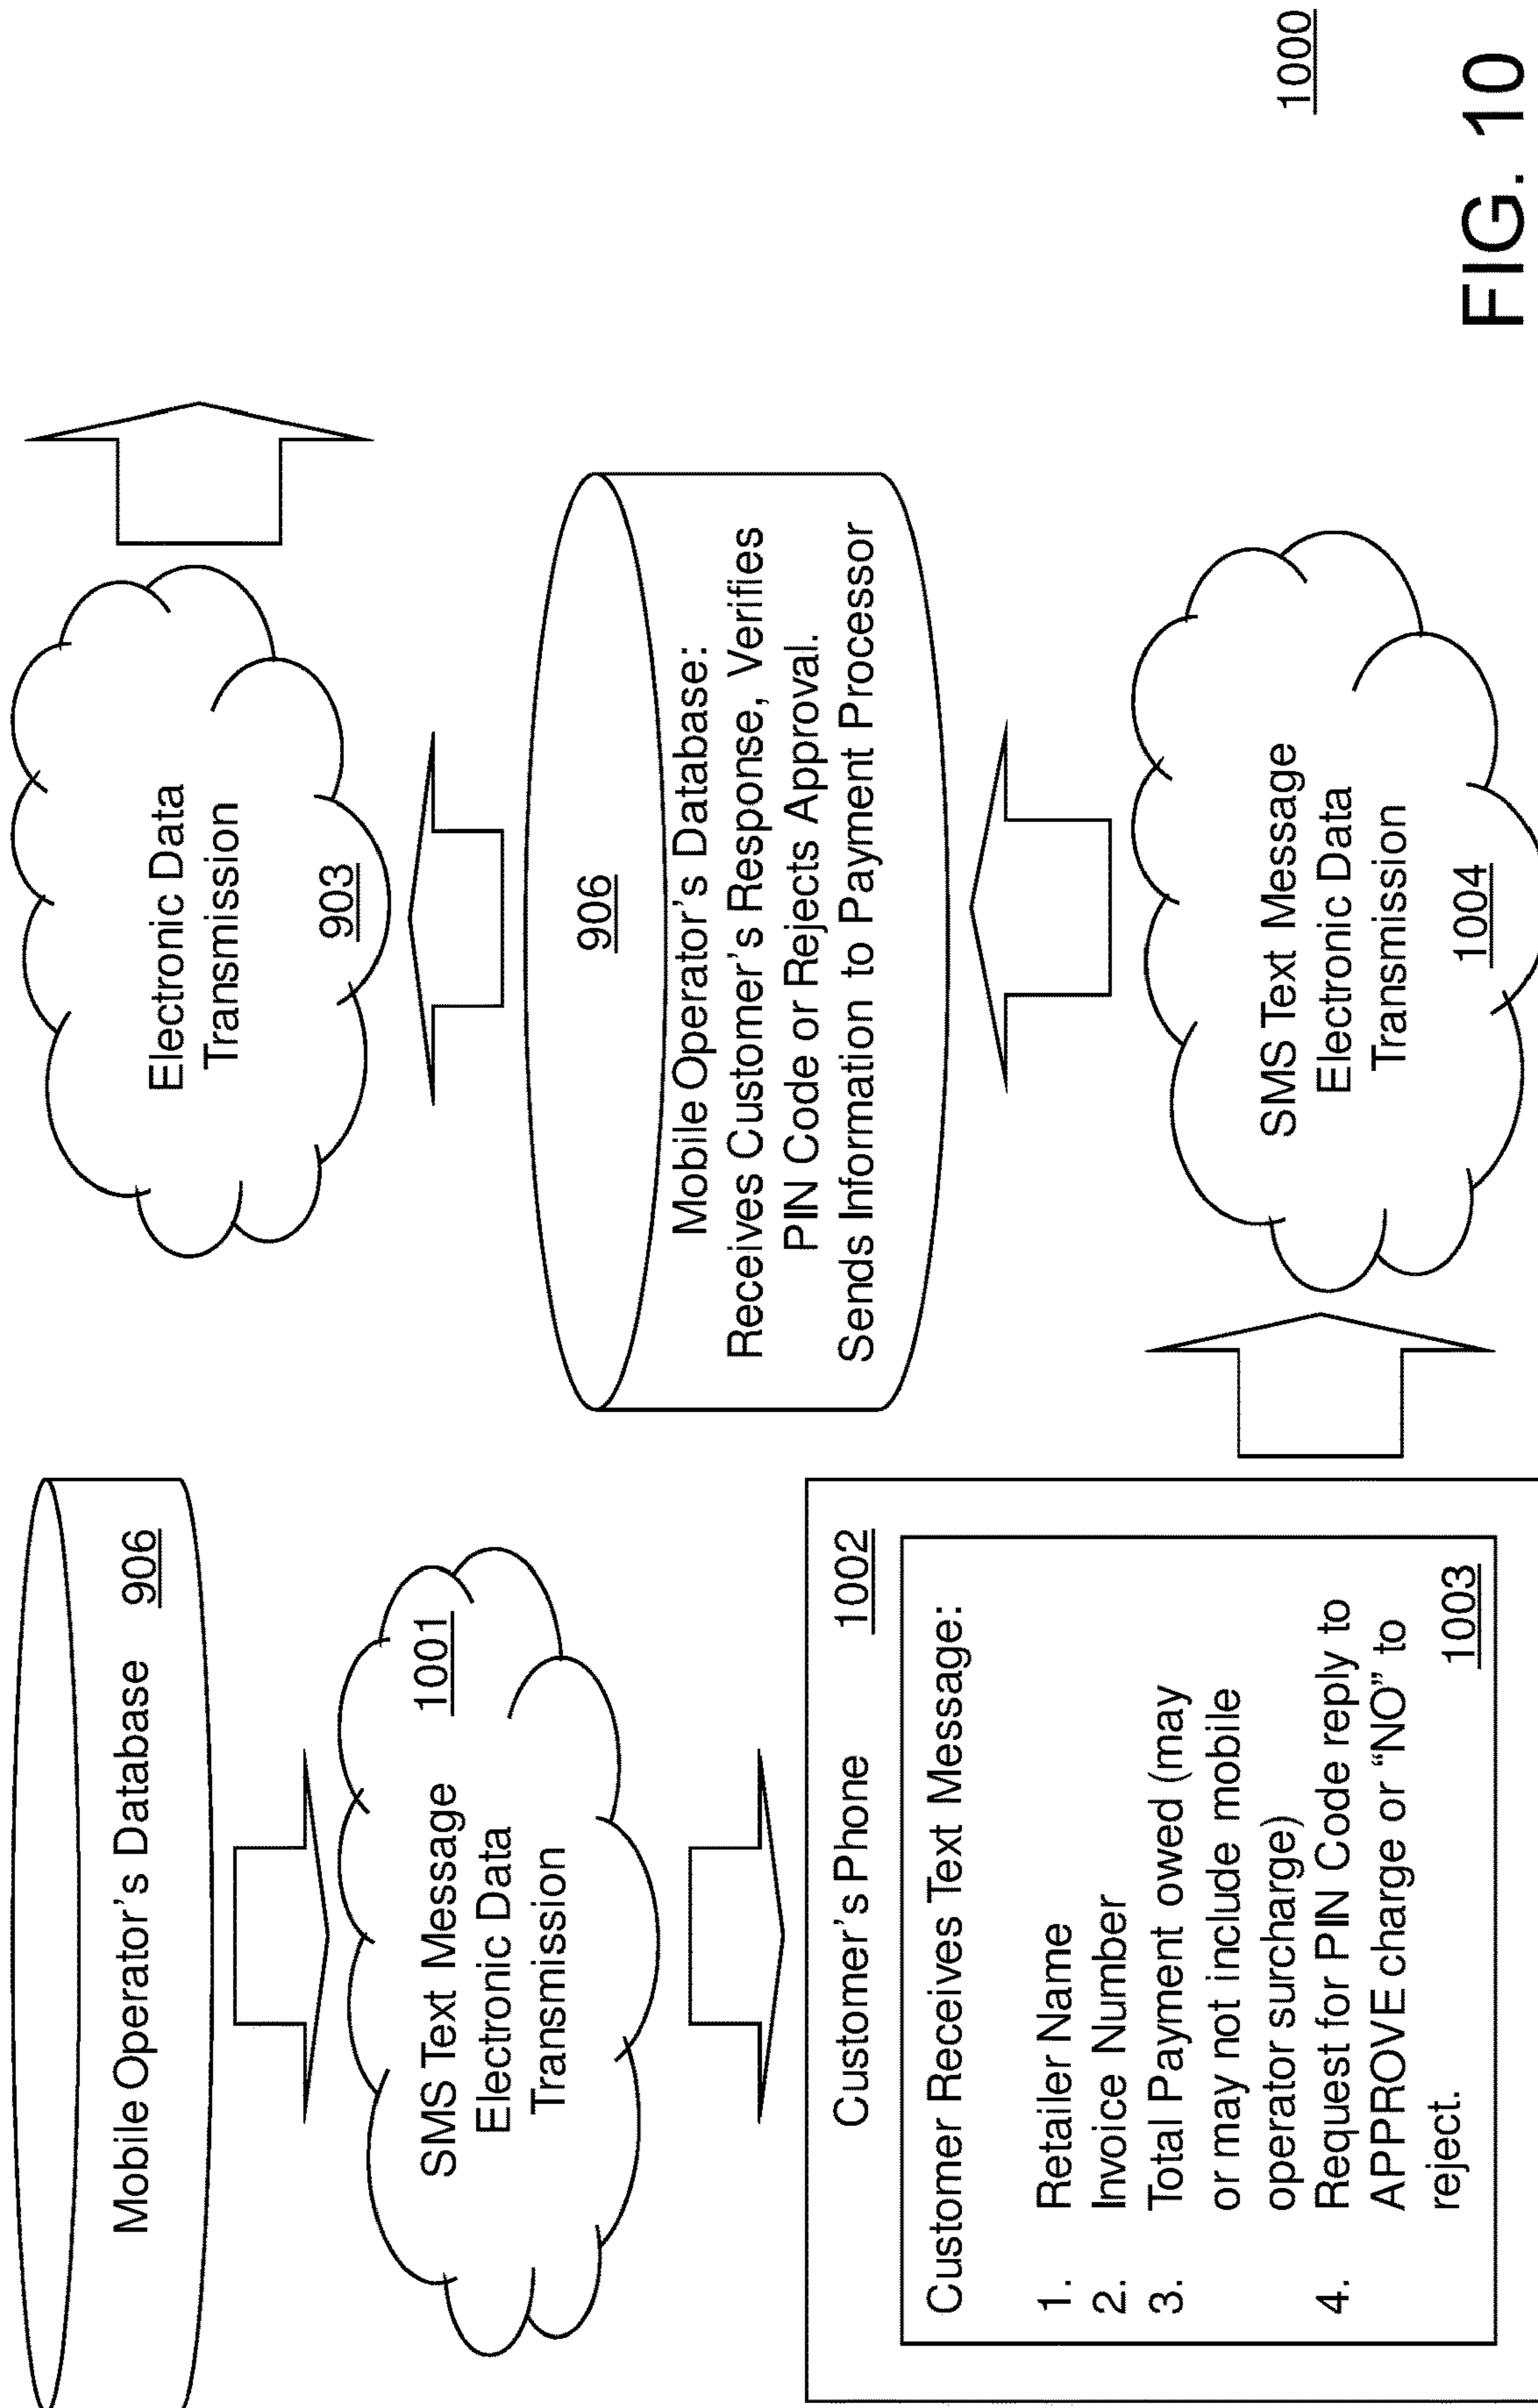 Mobile Operator's Database 906
SMS Text Message
Electronic Data
Transmission
1001
Customer's Phone 1002
Customer Receives Text Message:
1. Retailer Name
2. Invoice Number
3. Total Payment owed (may
or may not include mobile
operator surcharge)
4. Request for PIN Code reply to
APPROVE charge or “NO” to
reject.
1003
SMS Text Message
Electronic Data
Transmission
1004
906
Mobile Operator's Database:
Receives Customer's Response, Verifies
PIN Code or Rejects Approval.
Sends Information to Payment Processor
Electronic Data
Transmission
903
1000
FIG. 10